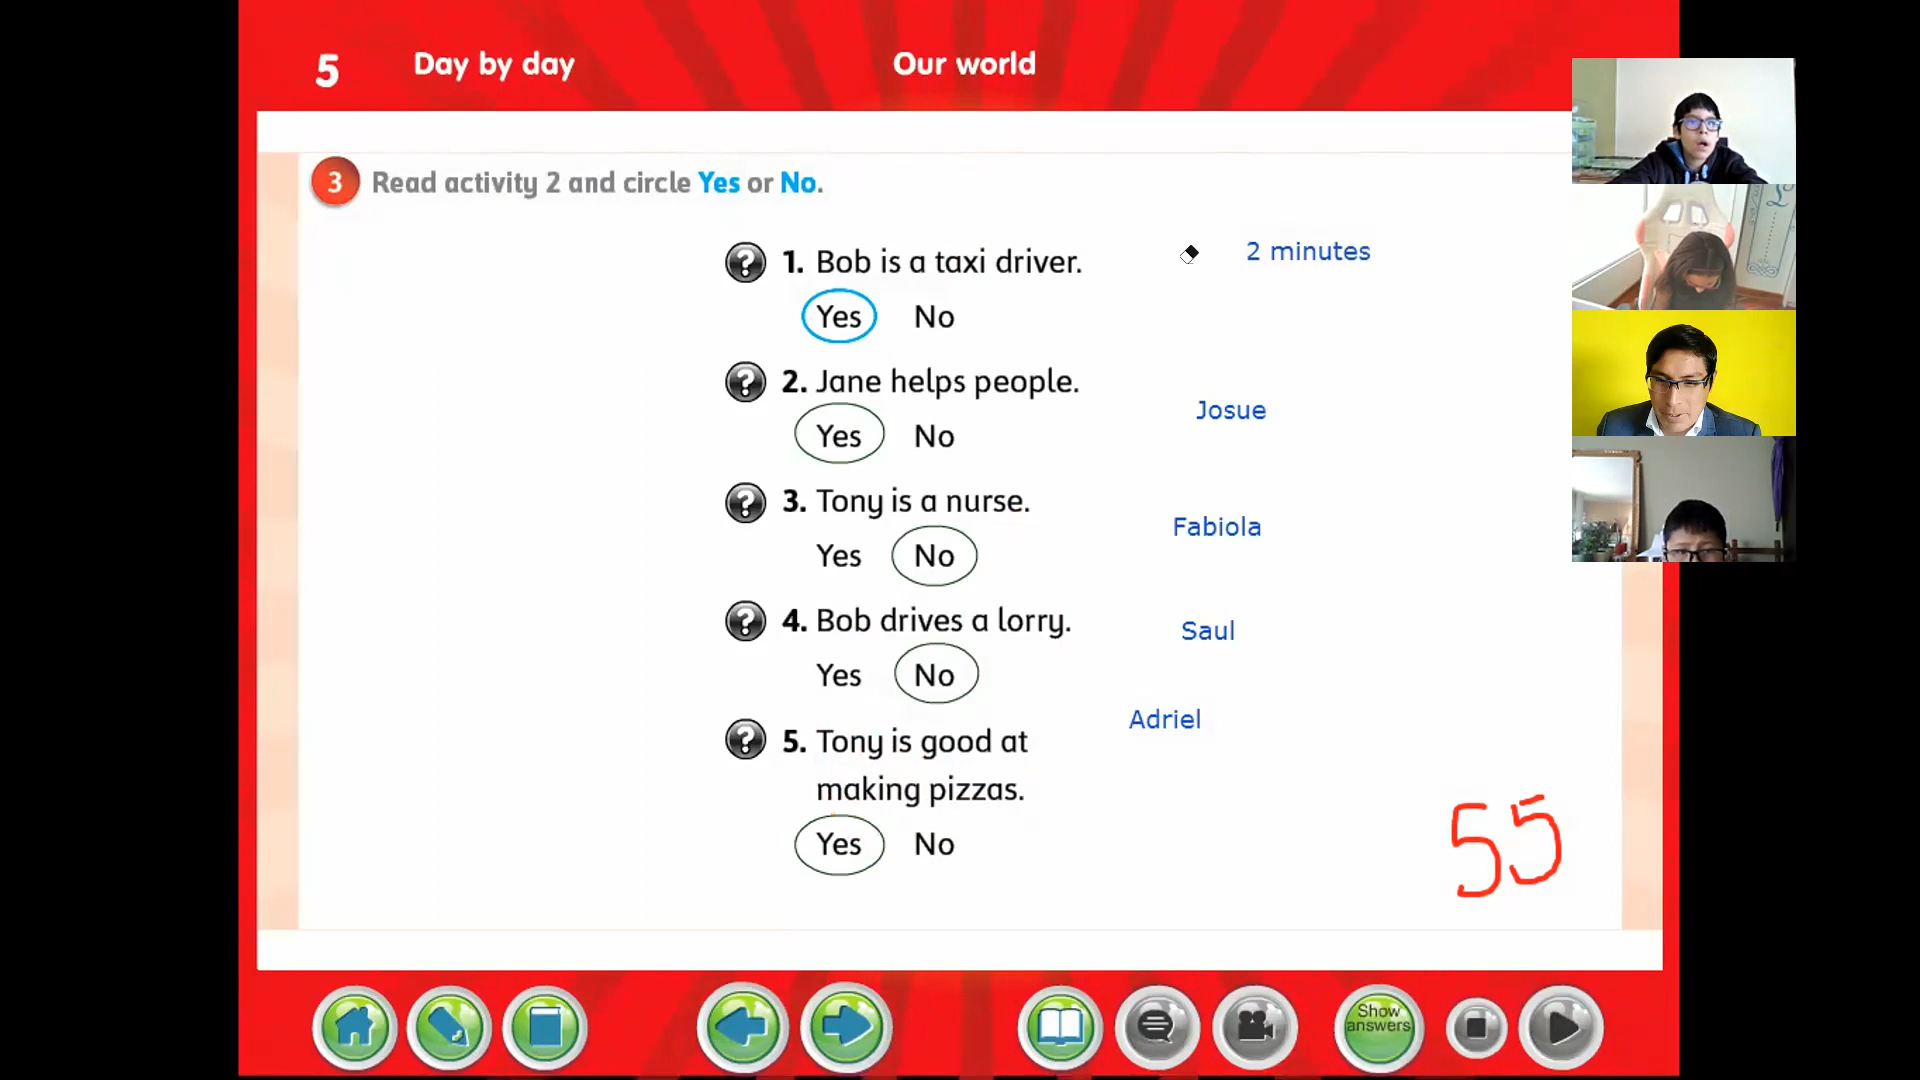 5 Day by day Our world
3 Read activity 2 and circle Yes or No.
? 1. Bob is a taxi driver. 2 minutes
Yes No
? 2. Jane helps people.
Josue
Yes No
? 3. Tony is a nurse.
Fabiola
Yes No
? 4. Bob drives a lorry.
Saul
Yes No
Adriel
? 5. Tony is good at
making pizzas.
Yes No
55
Show
answers